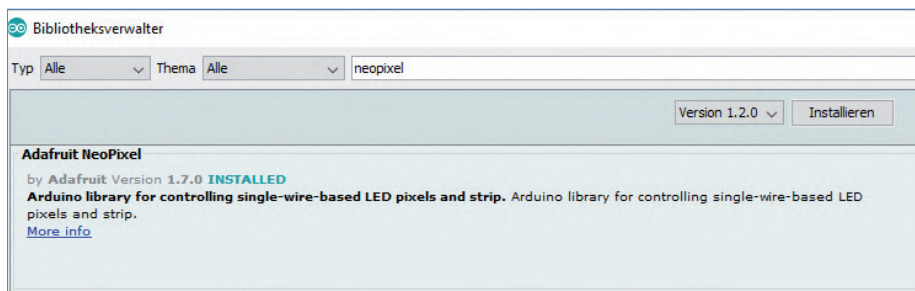 Bibliotheksverwalter
Typ Alle Thema Alle neopixel
Version 1.2.0 Installieren
Adafruit NeoPixel
by Adafruit Version 1.7.0 INSTALLED
Arduino library for controlling single-wire-based LED pixels and strip. Arduino library for controlling single-wire-based LED
pixels and strip.
More info